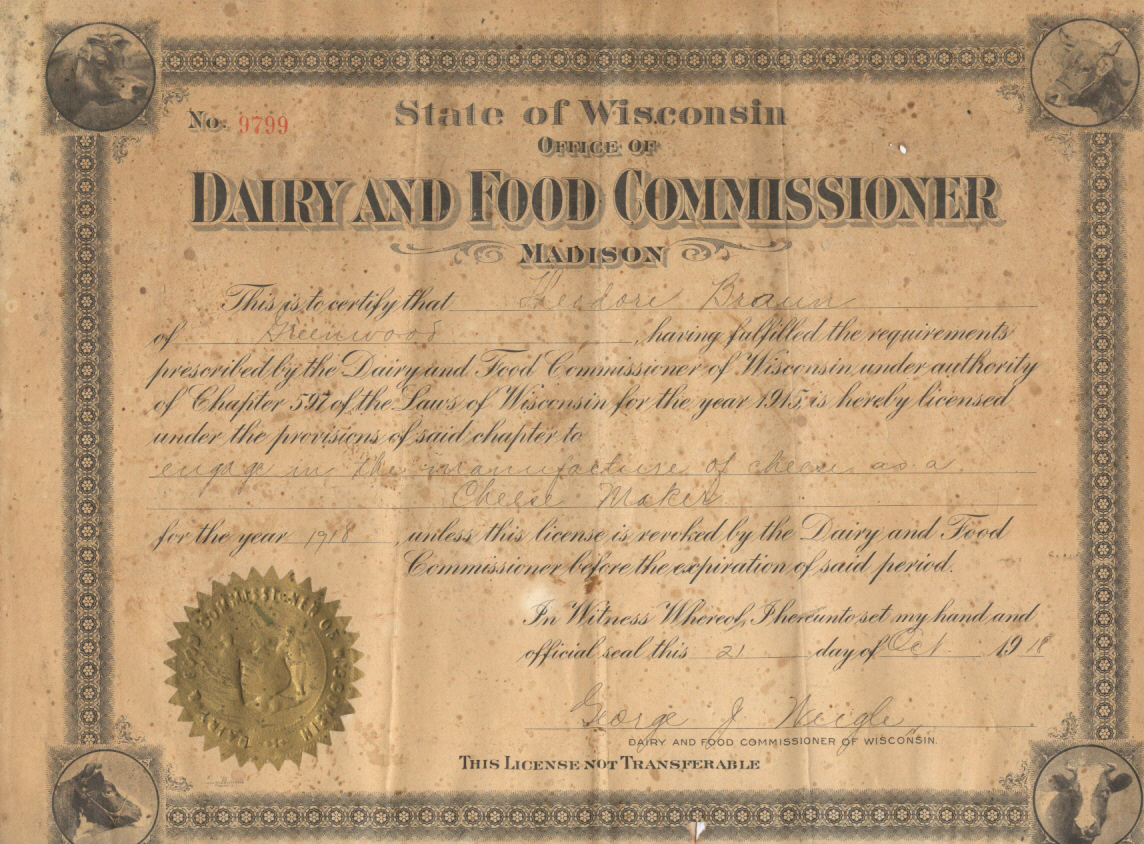 No. 9799
State of Wisconsin
OFFICE OF
DAIRY AND FOOD COMMISSIONER
MADISON
This is to certify that Theodore Braun
of Greenwood, having fulfilled the requirements
prescribed by the Dairy and Food Commissioner of Wisconsin under authority
of Chapter 597 of the Laws of Wisconsin for the year 1915, is hereby licensed
under the provisions of said chapter to
engage in the manufacture of cheese as a
Cheese Maker
for the year 1918, unless this license is revoked by the Dairy and Food
Commissioner before the expiration of said period.
In Witness Whereof, I hereunto set my hand and
official seal this 21 day of Oct. 1918
George J Weigle
DAIRY AND FOOD COMMISSIONER OF WISCONSIN.
THIS LICENSE NOT TRANSFERABLE